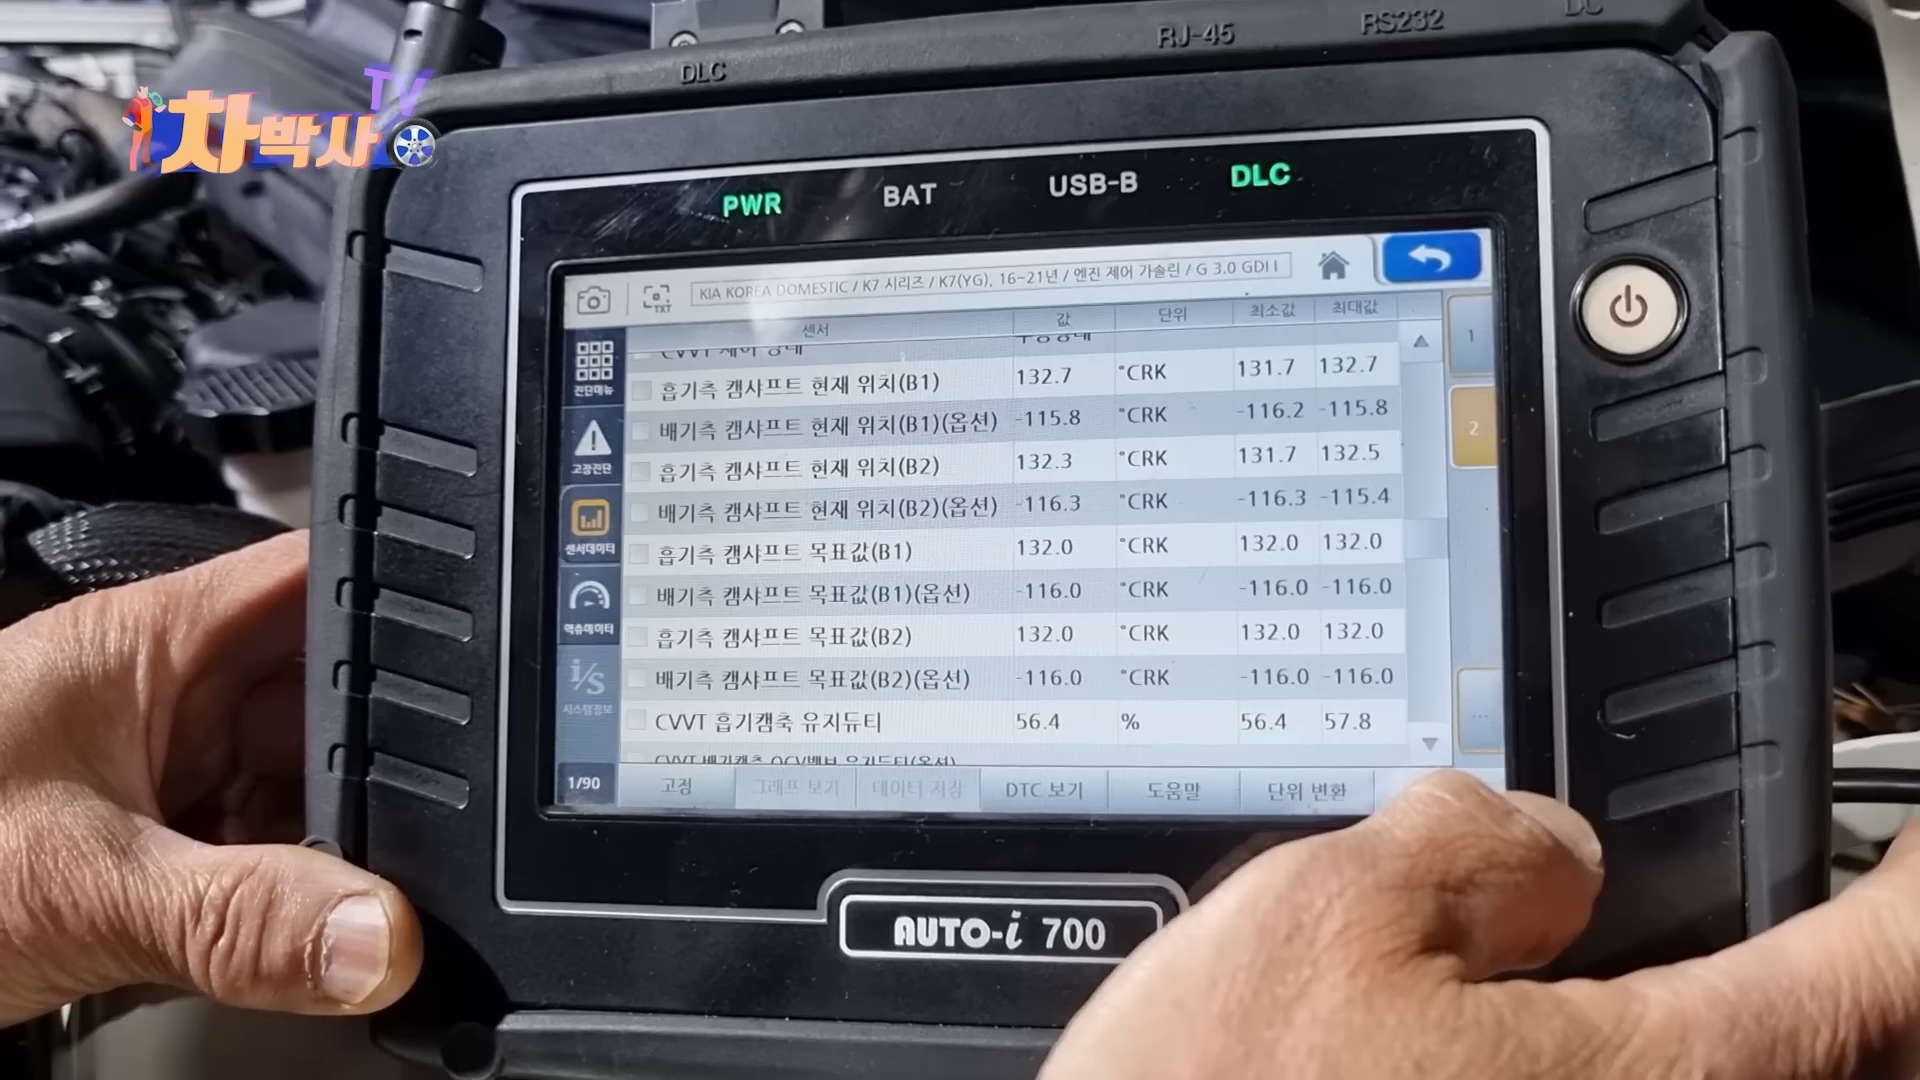 RJ-45 RS232 DC
DLC
TV
차박사
PWR BAT USB-B DLC
KIA KOREA DOMESTIC / K7 시리즈 / K7(YG), 16~21년 / 엔진 제어 가솔린 / G 3.0 GDI I
TXT
센서 값 단위 최소값 최대값
CVVT 제어 상태
흡기측 캠샤프트 현재 위치(B1) 132.7 °CRK 131.7 132.7
배기측 캠샤프트 현재 위치(B1)(옵션) -115.8 °CRK -116.2 -115.8
흡기측 캠샤프트 현재 위치(B2) 132.3 °CRK 131.7 132.5
배기측 캠샤프트 현재 위치(B2)(옵션) -116.3 °CRK -116.3 -115.4
흡기측 캠샤프트 목표값(B1) 132.0 °CRK 132.0 132.0
배기측 캠샤프트 목표값(B1)(옵션) -116.0 °CRK -116.0 -116.0
흡기측 캠샤프트 목표값(B2) 132.0 °CRK 132.0 132.0
배기측 캠샤프트 목표값(B2)(옵션) -116.0 °CRK -116.0 -116.0
CVVT 흡기캠축 유지듀티 56.4 % 56.4 57.8
진단메뉴
고장진단
센서데이터
액츄에이터
i/s
시스템정보
1
2
...
1/90 고정 그래프 보기 데이터 저장 DTC 보기 도움말 단위 변환
AUTO-i 700